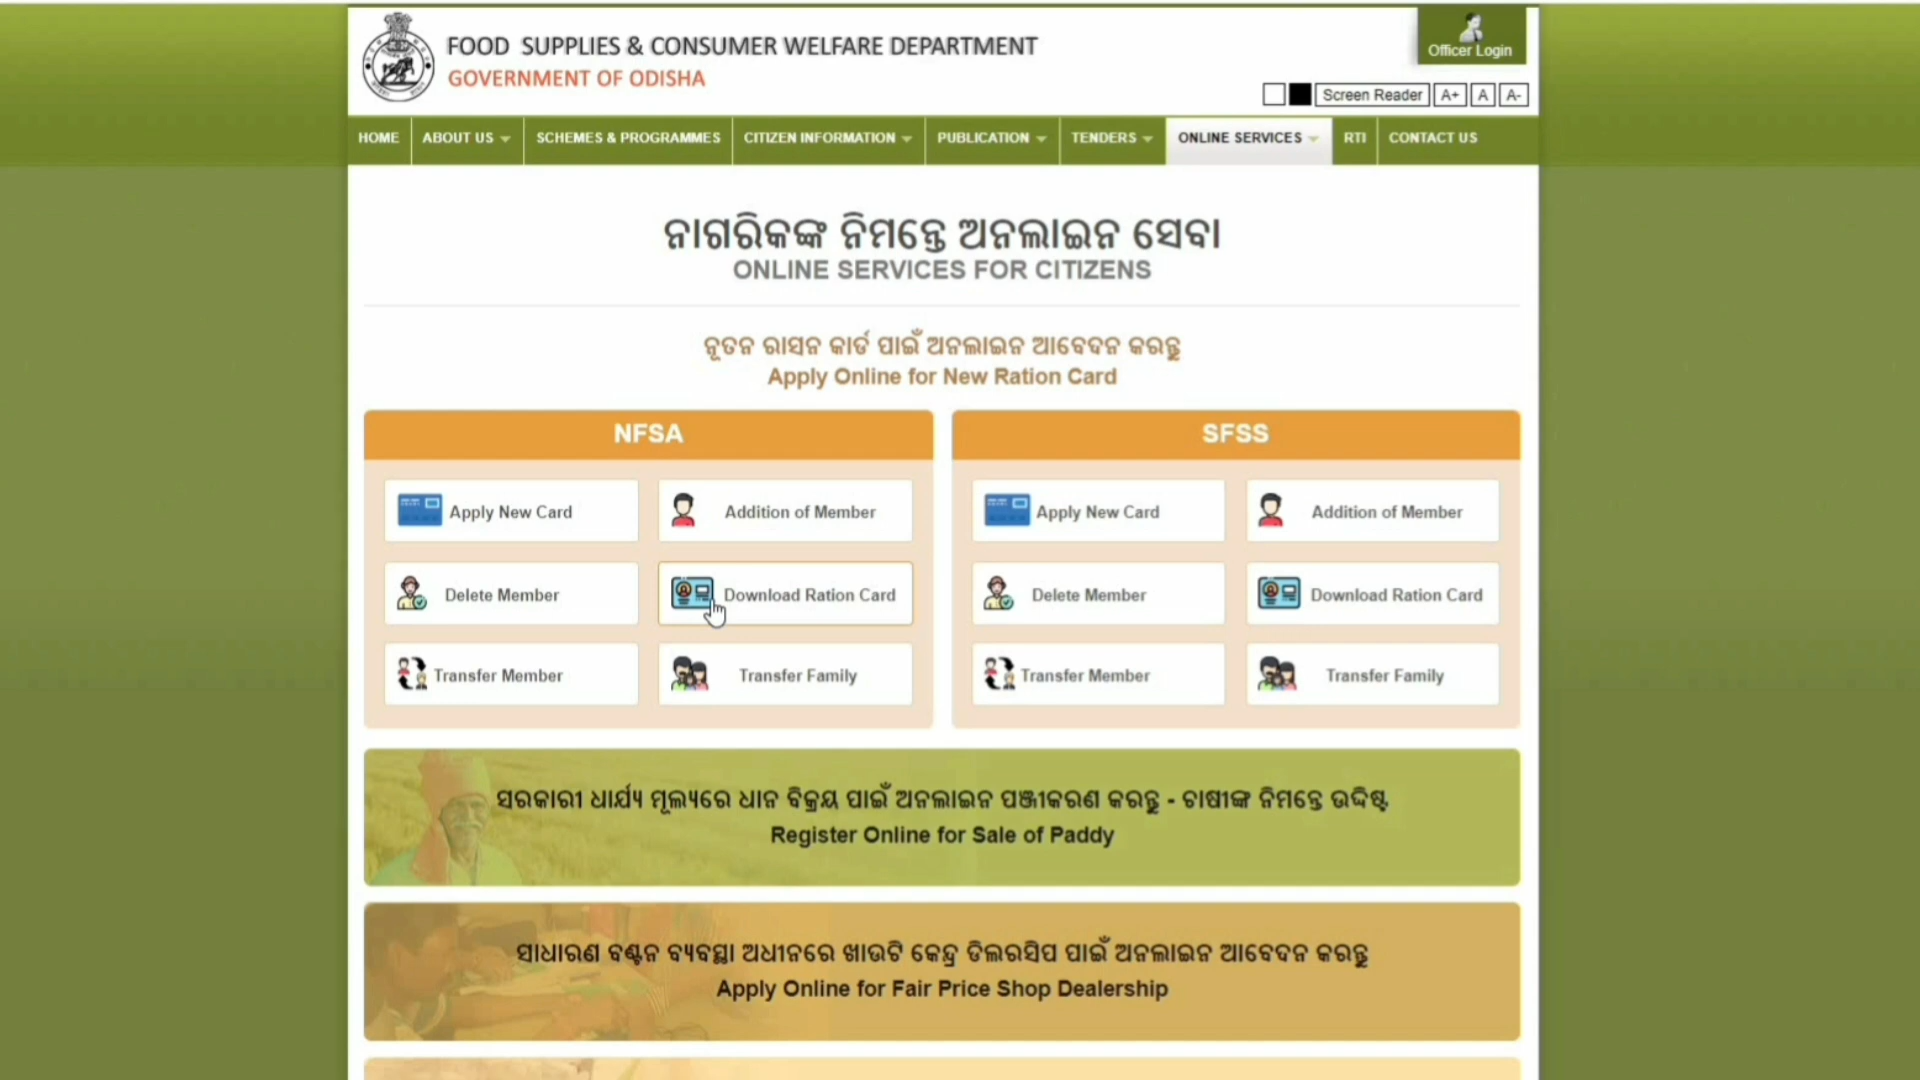 FOOD SUPPLIES & CONSUMER WELFARE DEPARTMENT
GOVERNMENT OF ODISHA
Officer Login
Screen Reader A+ A A-
HOME ABOUT US SCHEMES & PROGRAMMES CITIZEN INFORMATION PUBLICATION TENDERS ONLINE SERVICES RTI CONTACT US
ନାଗରିକଙ୍କ ନିମନ୍ତେ ଅନଲାଇନ ସେବା
ONLINE SERVICES FOR CITIZENS
ନୂତନ ରାସନ କାର୍ଡ ପାଇଁ ଅନଲାଇନ ଆବେଦନ କରନ୍ତୁ
Apply Online for New Ration Card
NFSA
Apply New Card Addition of Member
Delete Member Download Ration Card
Transfer Member Transfer Family
SFSS
Apply New Card Addition of Member
Delete Member Download Ration Card
Transfer Member Transfer Family
ସରକାରୀ ଧାର୍ଯ୍ୟ ମୂଲ୍ୟରେ ଧାନ ବିକ୍ରୟ ପାଇଁ ଅନଲାଇନ ପଞ୍ଜୀକରଣ କରନ୍ତୁ - ଚାଷୀଙ୍କ ନିମନ୍ତେ ଉଦ୍ଦିଷ୍ଟ
Register Online for Sale of Paddy
ସାଧାରଣ ବଣ୍ଟନ ବ୍ୟବସ୍ଥା ଅଧୀନରେ ଖାଉଟି କେନ୍ଦ୍ର ଡିଲରସିପ ପାଇଁ ଅନଲାଇନ ଆବେଦନ କରନ୍ତୁ
Apply Online for Fair Price Shop Dealership